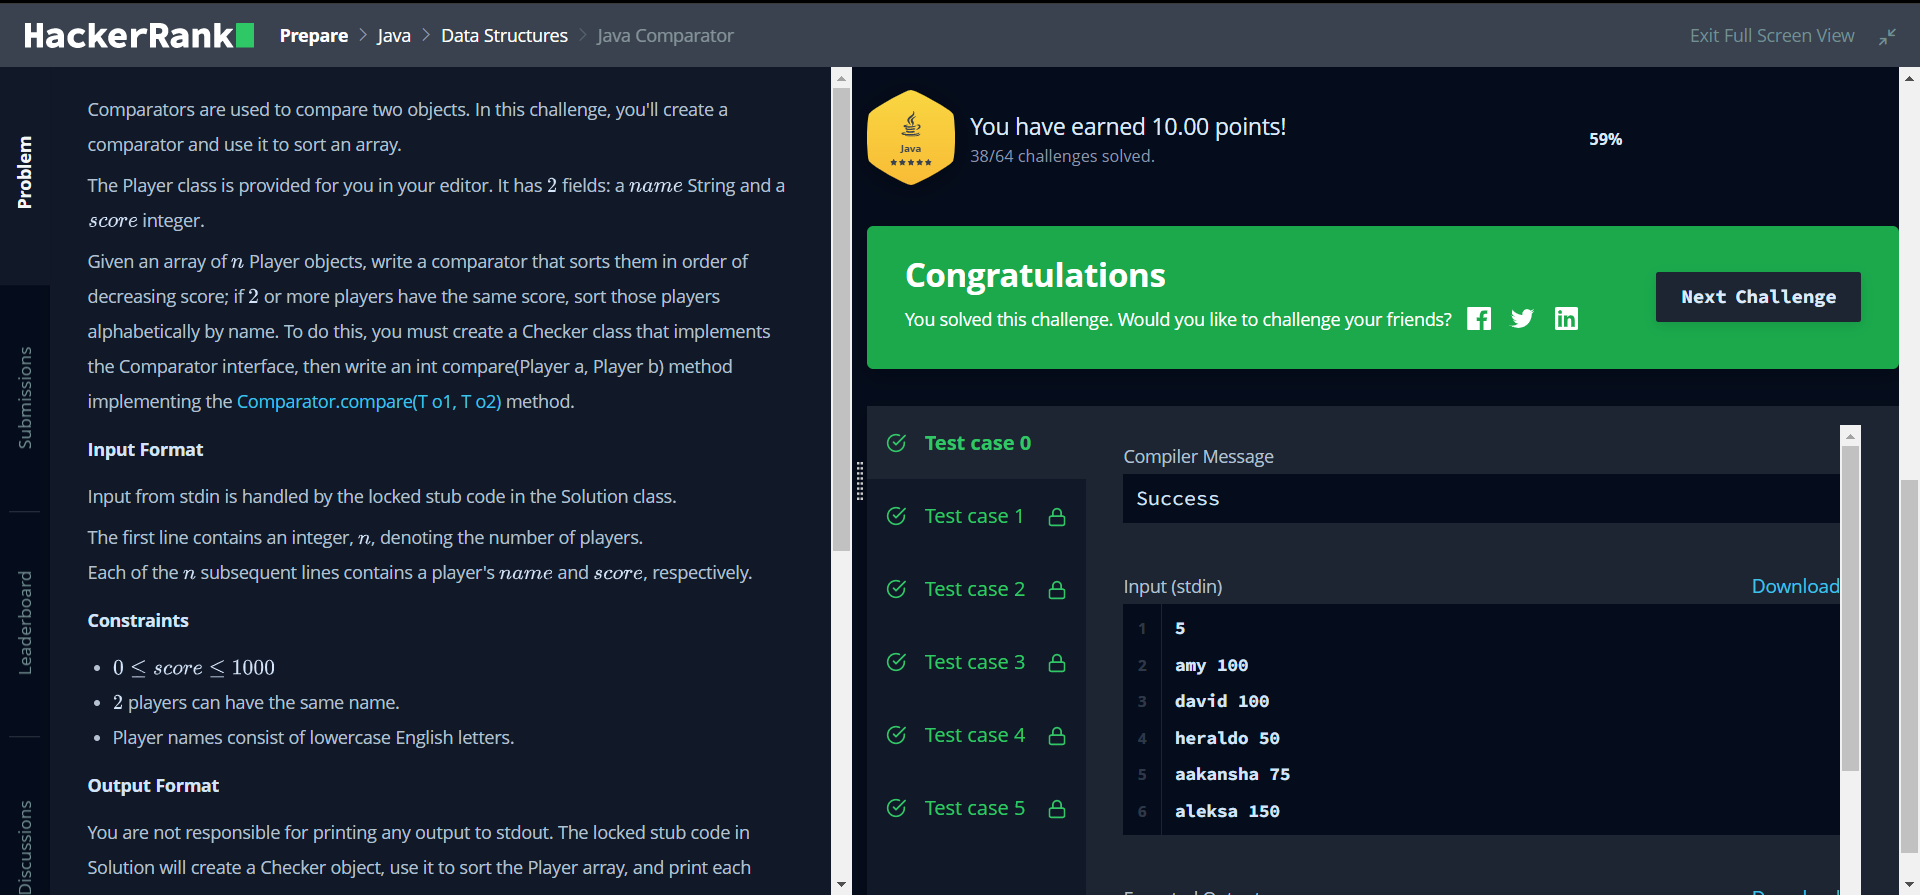 HackerRank
Prepare > Java > Data Structures > Java Comparator
Exit Full Screen View
Problem
Submissions
Leaderboard
Discussions
Comparators are used to compare two objects. In this challenge, you'll create a
comparator and use it to sort an array.
The Player class is provided for you in your editor. It has 2 fields: a name String and a
score integer.
Given an array of n Player objects, write a comparator that sorts them in order of
decreasing score; if 2 or more players have the same score, sort those players
alphabetically by name. To do this, you must create a Checker class that implements
the Comparator interface, then write an int compare(Player a, Player b) method
implementing the Comparator.compare(T o1, T o2) method.
Input Format
Input from stdin is handled by the locked stub code in the Solution class.
The first line contains an integer, n, denoting the number of players.
Each of the n subsequent lines contains a player's name and score, respectively.
Constraints
• 0 ≤ score ≤ 1000
• 2 players can have the same name.
• Player names consist of lowercase English letters.
Output Format
You are not responsible for printing any output to stdout. The locked stub code in
Solution will create a Checker object, use it to sort the Player array, and print each
Java
You have earned 10.00 points!
38/64 challenges solved.
59%
Congratulations
You solved this challenge. Would you like to challenge your friends?
Next Challenge
Test case 0
Test case 1
Test case 2
Test case 3
Test case 4
Test case 5
Compiler Message
Success
Input (stdin)
Download
1 5
2 amy 100
3 david 100
4 heraldo 50
5 aakansha 75
6 aleksa 150